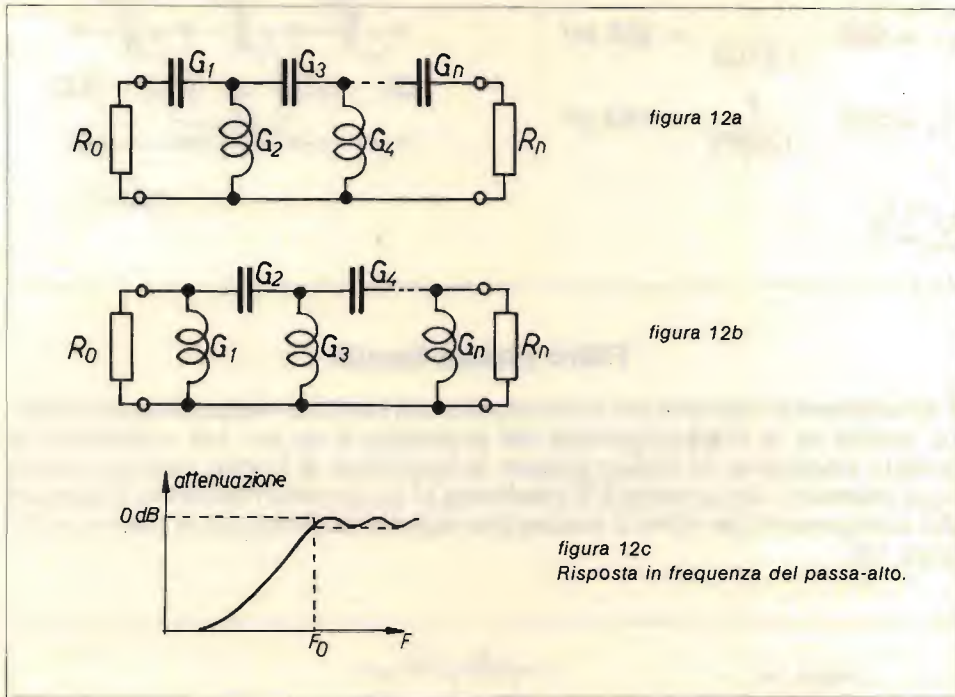 G1
G3
Gn
R0
G2
G4
Rn
figura 12a
G2
G4
R0
G1
G3
Gn
Rn
figura 12b
attenuazione
0 dB
F0
F
figura 12c
Risposta in frequenza del passa-alto.